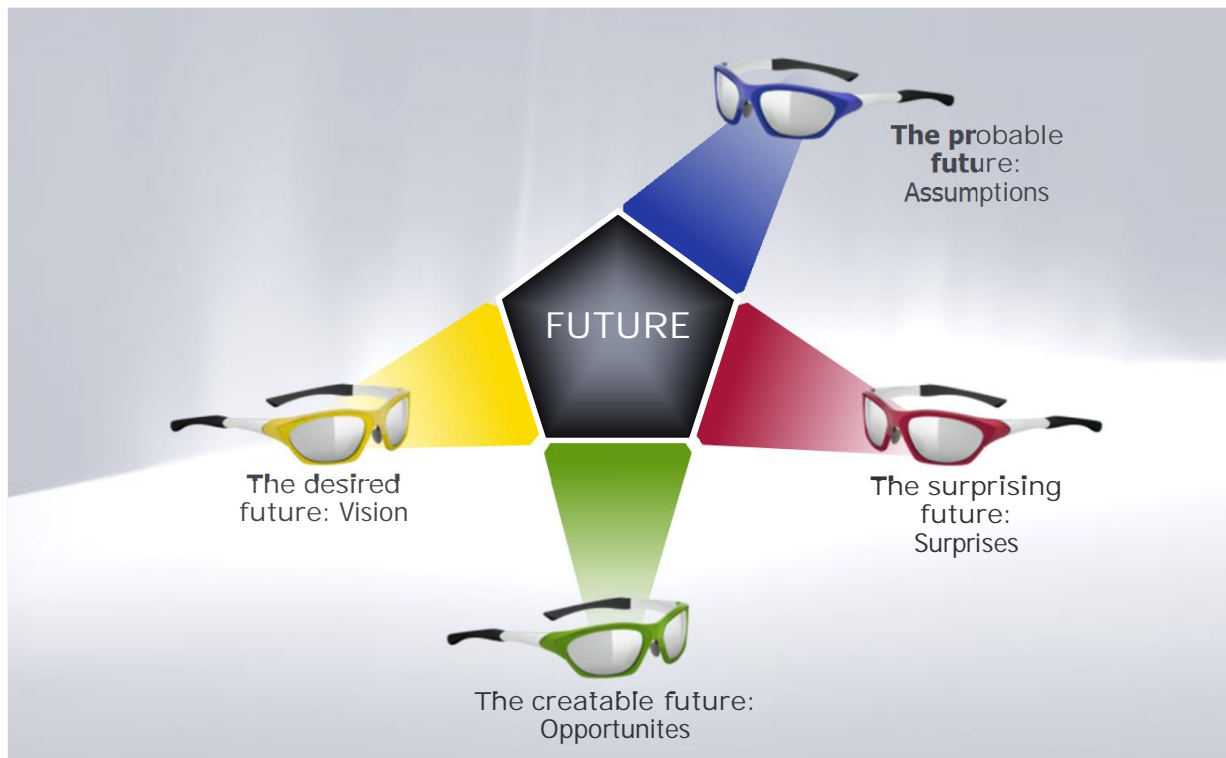 The probable
future:
Assumptions
FUTURE
The desired
future: Vision
The surprising
future:
Surprises
The creatable future:
Opportunites